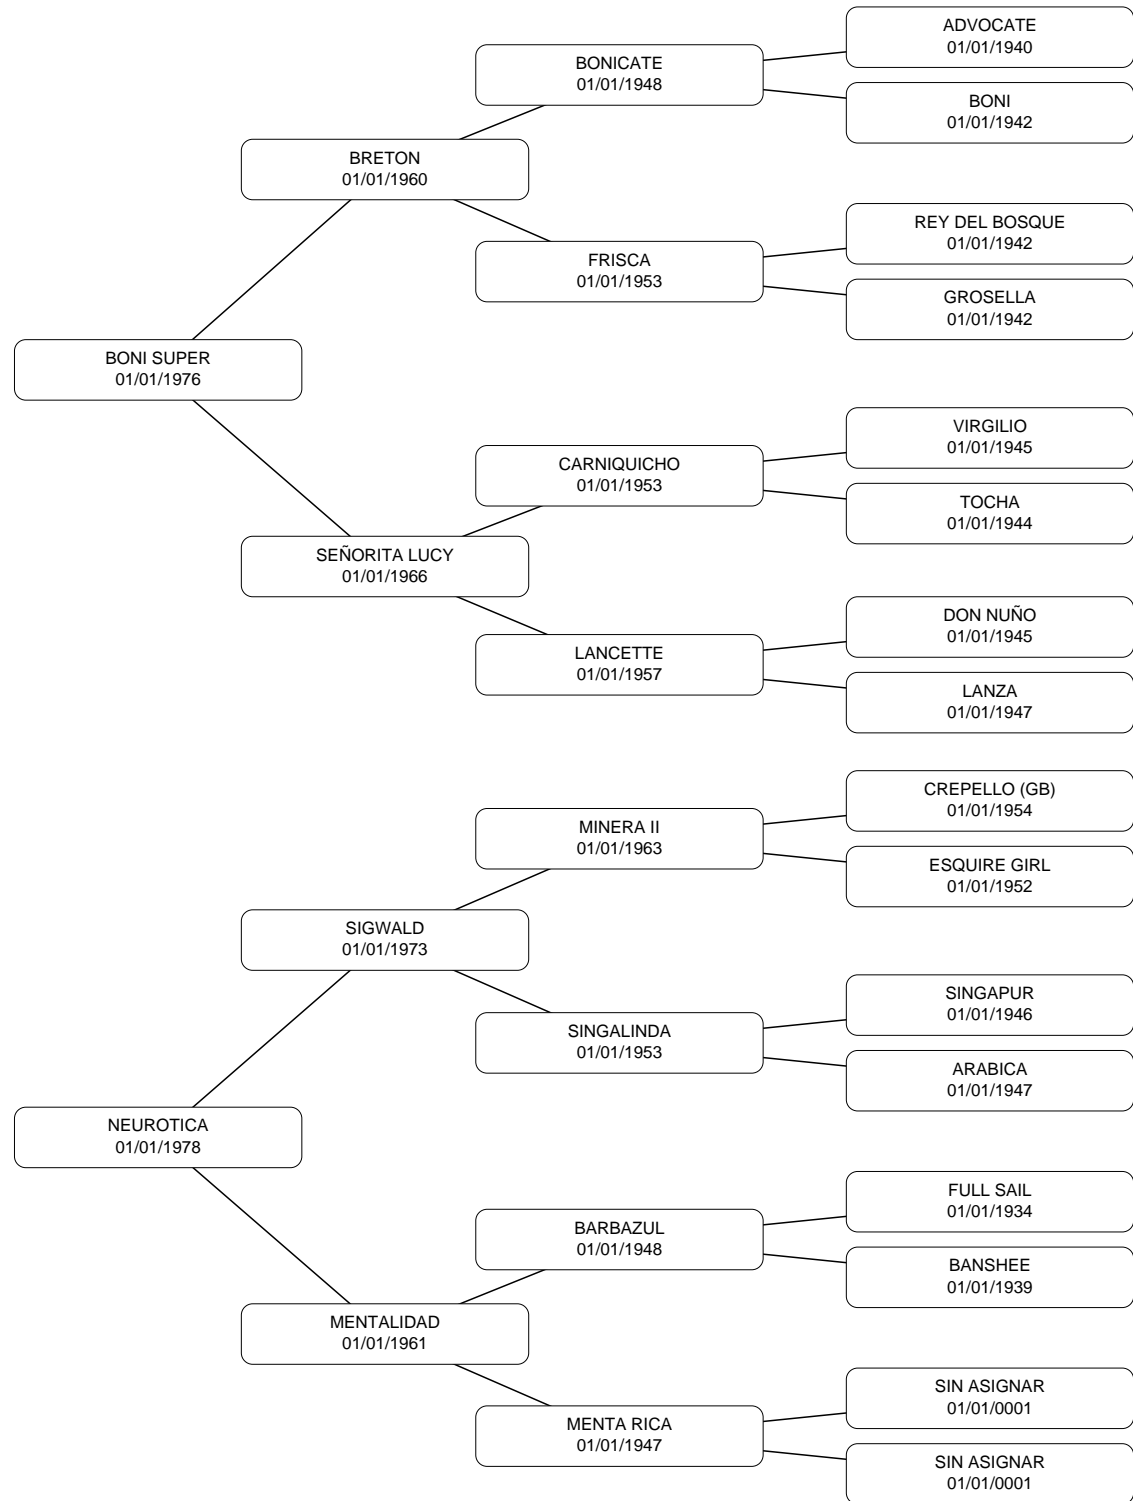 ADVOCATE
01/01/1940
BONICATE
01/01/1948
BONI
01/01/1942
BRETON
01/01/1960
REY DEL BOSQUE
01/01/1942
FRISCA
01/01/1953
GROSELLA
01/01/1942
BONI SUPER
01/01/1976
VIRGILIO
01/01/1945
CARNIQUICHO
01/01/1953
TOCHA
01/01/1944
SEÑORITA LUCY
01/01/1966
DON NUÑO
01/01/1945
LANCETTE
01/01/1957
LANZA
01/01/1947
CREPELLO (GB)
01/01/1954
MINERA II
01/01/1963
ESQUIRE GIRL
01/01/1952
SIGWALD
01/01/1973
SINGAPUR
01/01/1946
SINGALINDA
01/01/1953
ARABICA
01/01/1947
NEUROTICA
01/01/1978
FULL SAIL
01/01/1934
BARBAZUL
01/01/1948
BANSHEE
01/01/1939
MENTALIDAD
01/01/1961
SIN ASIGNAR
01/01/0001
MENTA RICA
01/01/1947
SIN ASIGNAR
01/01/0001